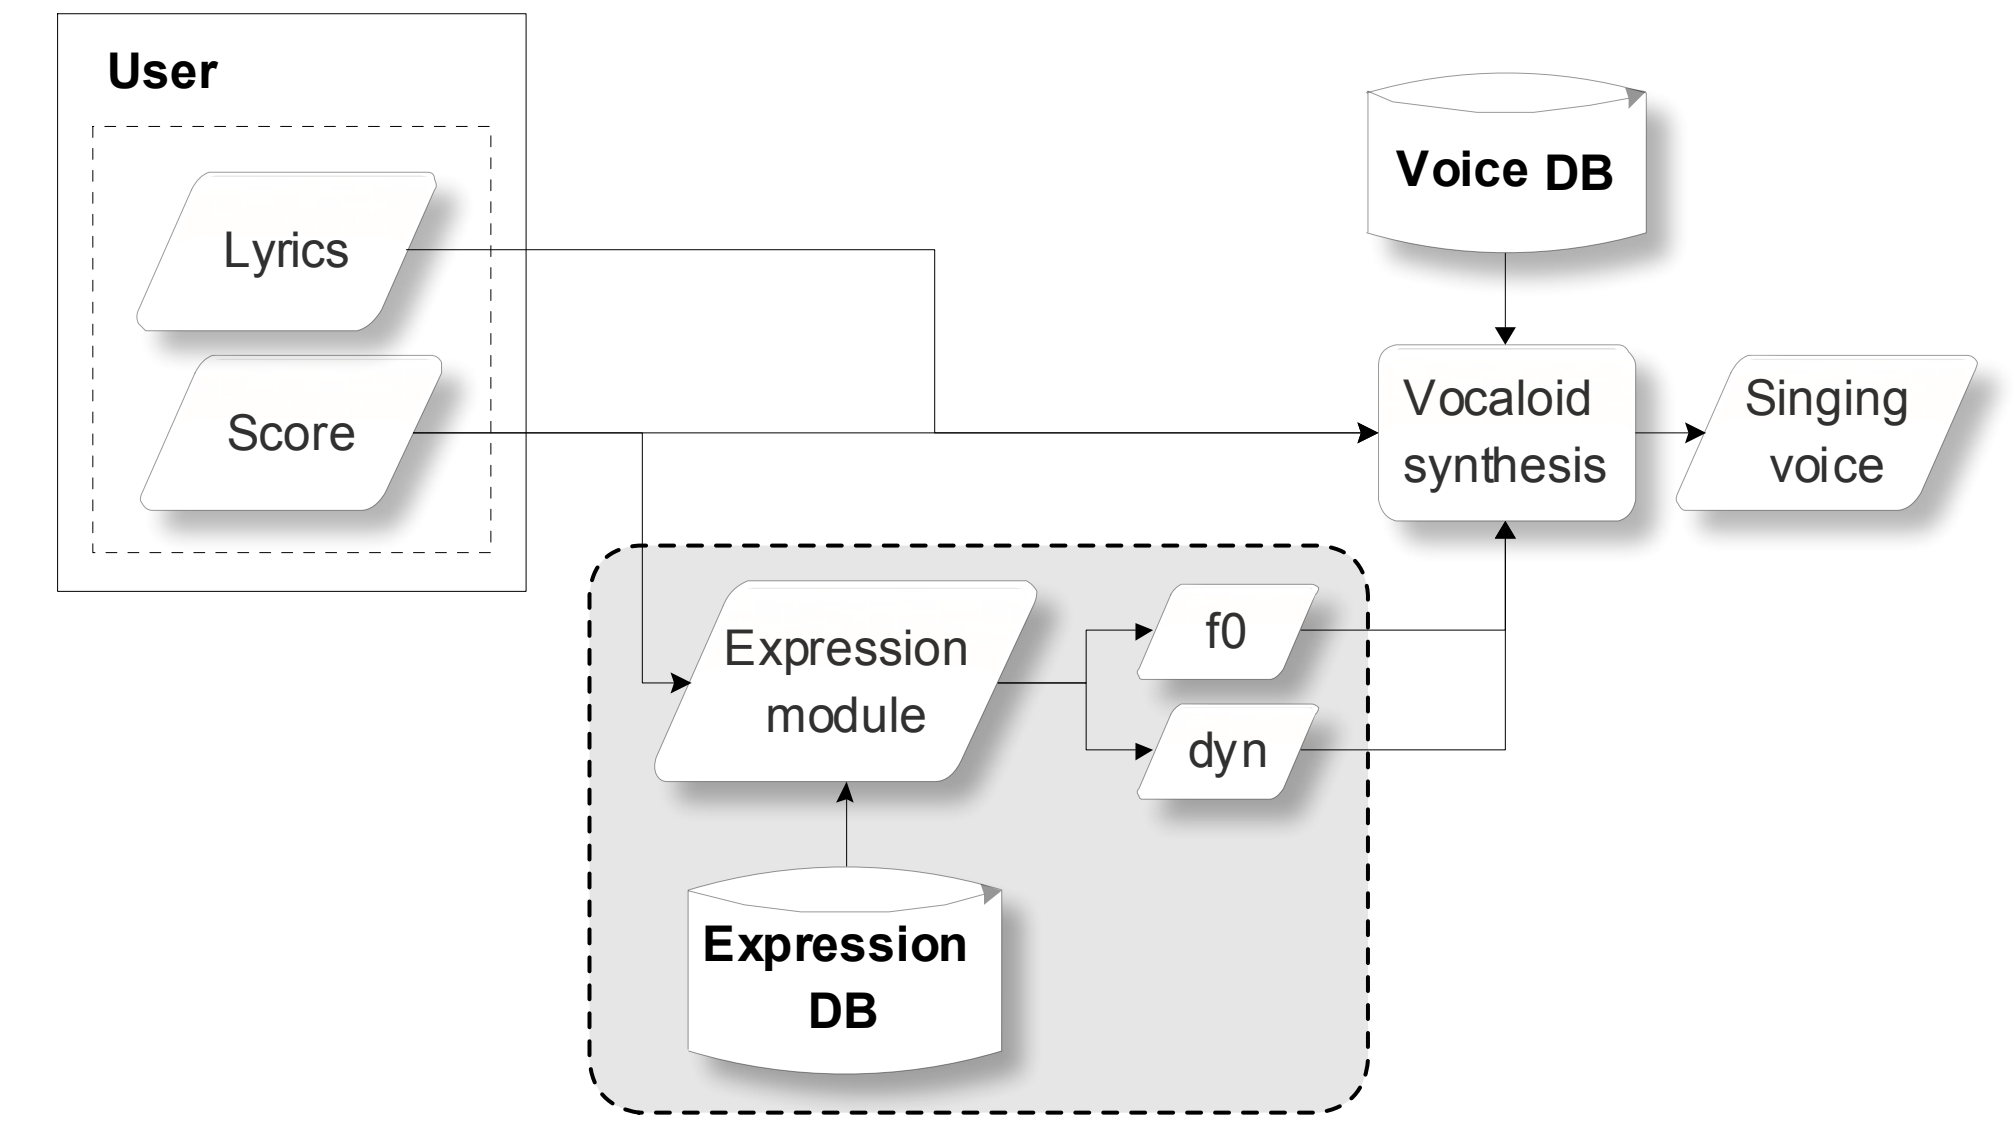 User
Lyrics
Score
Voice DB
Vocaloid
synthesis
Singing
voice
Expression
module
f0
dyn
Expression
DB